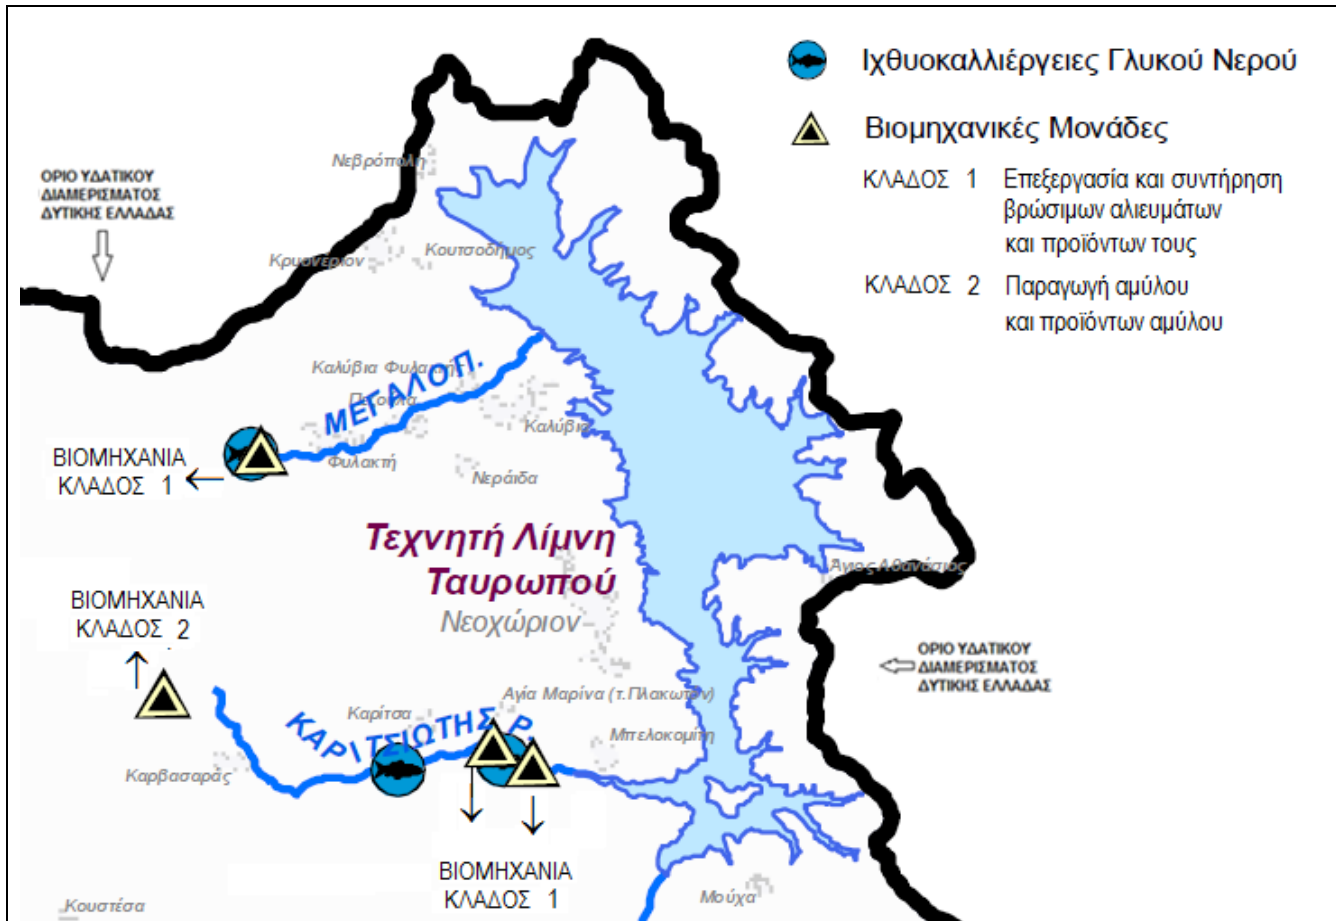 Ιχθυοκαλλιέργειες Γλυκού Νερού
Βιομηχανικές Μονάδες
ΚΛΑΔΟΣ 1 Επεξεργασία και συντήρηση
βρώσιμων αλιευμάτων
και προϊόντων τους
ΚΛΑΔΟΣ 2 Παραγωγή αμύλου
και προϊόντων αμύλου
Νεβρόπολη
ΟΡΙΟ ΥΔΑΤΙΚΟΥ
ΔΙΑΜΕΡΙΣΜΑΤΟΣ
ΔΥΤΙΚΗΣ ΕΛΛΑΔΑΣ
Κρυονεριον
Κουτσοδήμος
Καλύβια Φυλακτή
ΜΕΓΑΛΟ Π.
Καλύβια
Φυλακτή
Νεράιδα
ΒΙΟΜΗΧΑΝΙΑ
ΚΛΑΔΟΣ 1
Τεχνητή Λίμνη
Ταυρωπού
Νεοχώριον
Άγιος Αθανάσιος
ΒΙΟΜΗΧΑΝΙΑ
ΚΛΑΔΟΣ 2
ΟΡΙΟ ΥΔΑΤΙΚΟΥ
ΔΙΑΜΕΡΙΣΜΑΤΟΣ
ΔΥΤΙΚΗΣ ΕΛΛΑΔΑΣ
Αγία Μαρίνα (τ.Πλακωτών)
Καρίτσα
ΚΑΡΙΤΣΙΩΤΗΣ Ρ.
Μπελοκομίτη
Καρβασαράς
ΒΙΟΜΗΧΑΝΙΑ
ΚΛΑΔΟΣ 1
Μούχα
Κουστέσα